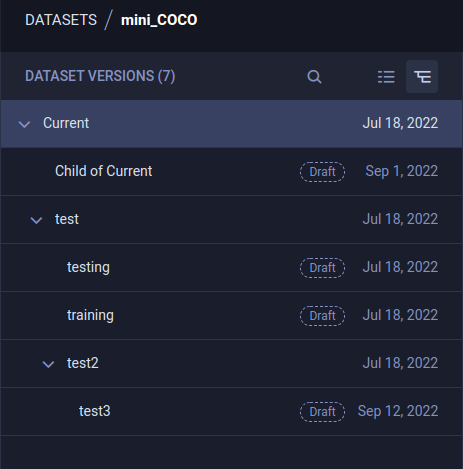 DATASETS / mini_COCO
DATASET VERSIONS (7)
Current Jul 18, 2022
Child of Current Draft Sep 1, 2022
test Jul 18, 2022
testing Draft Jul 18, 2022
training Draft Jul 18, 2022
test2 Jul 18, 2022
test3 Draft Sep 12, 2022